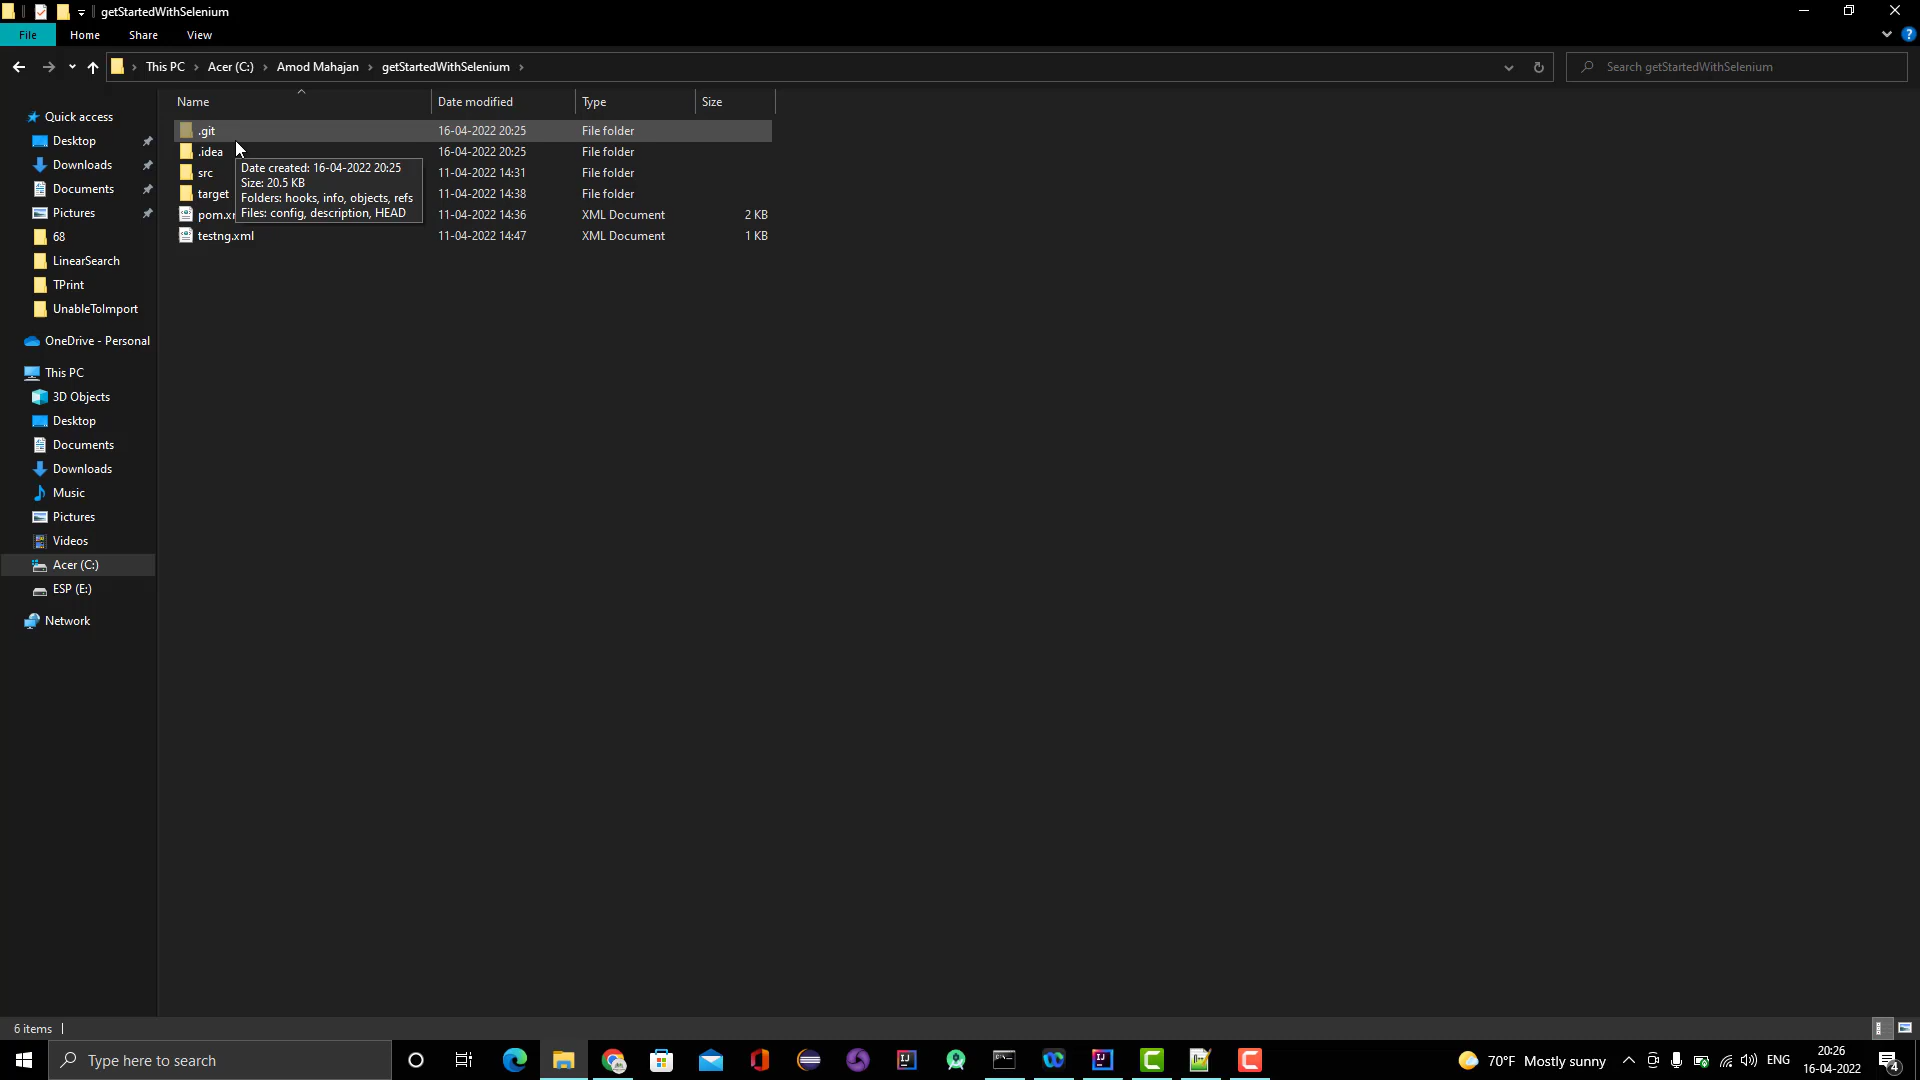 getStartedWithSelenium
File Home Share View
This PC Acer (C:) Amod Mahajan getStartedWithSelenium
Search getStartedWithSelenium
Name Date modified Type Size
.git 16-04-2022 20:25 File folder
.idea 16-04-2022 20:25 File folder
src 11-04-2022 14:31 File folder
target 11-04-2022 14:38 File folder
pom.xm 11-04-2022 14:36 XML Document 2 KB
testng.xml 11-04-2022 14:47 XML Document 1 KB
Date created: 16-04-2022 20:25
Size: 20.5 KB
Folders: hooks, info, objects, refs
Files: config, description, HEAD
Quick access
Desktop
Downloads
Documents
Pictures
68
LinearSearch
TPrint
UnableToImport
OneDrive - Personal
This PC
3D Objects
Desktop
Documents
Downloads
Music
Pictures
Videos
Acer (C:)
ESP (E:)
Network
6 items
Type here to search
70°F Mostly sunny
ENG
20:26
16-04-2022
4